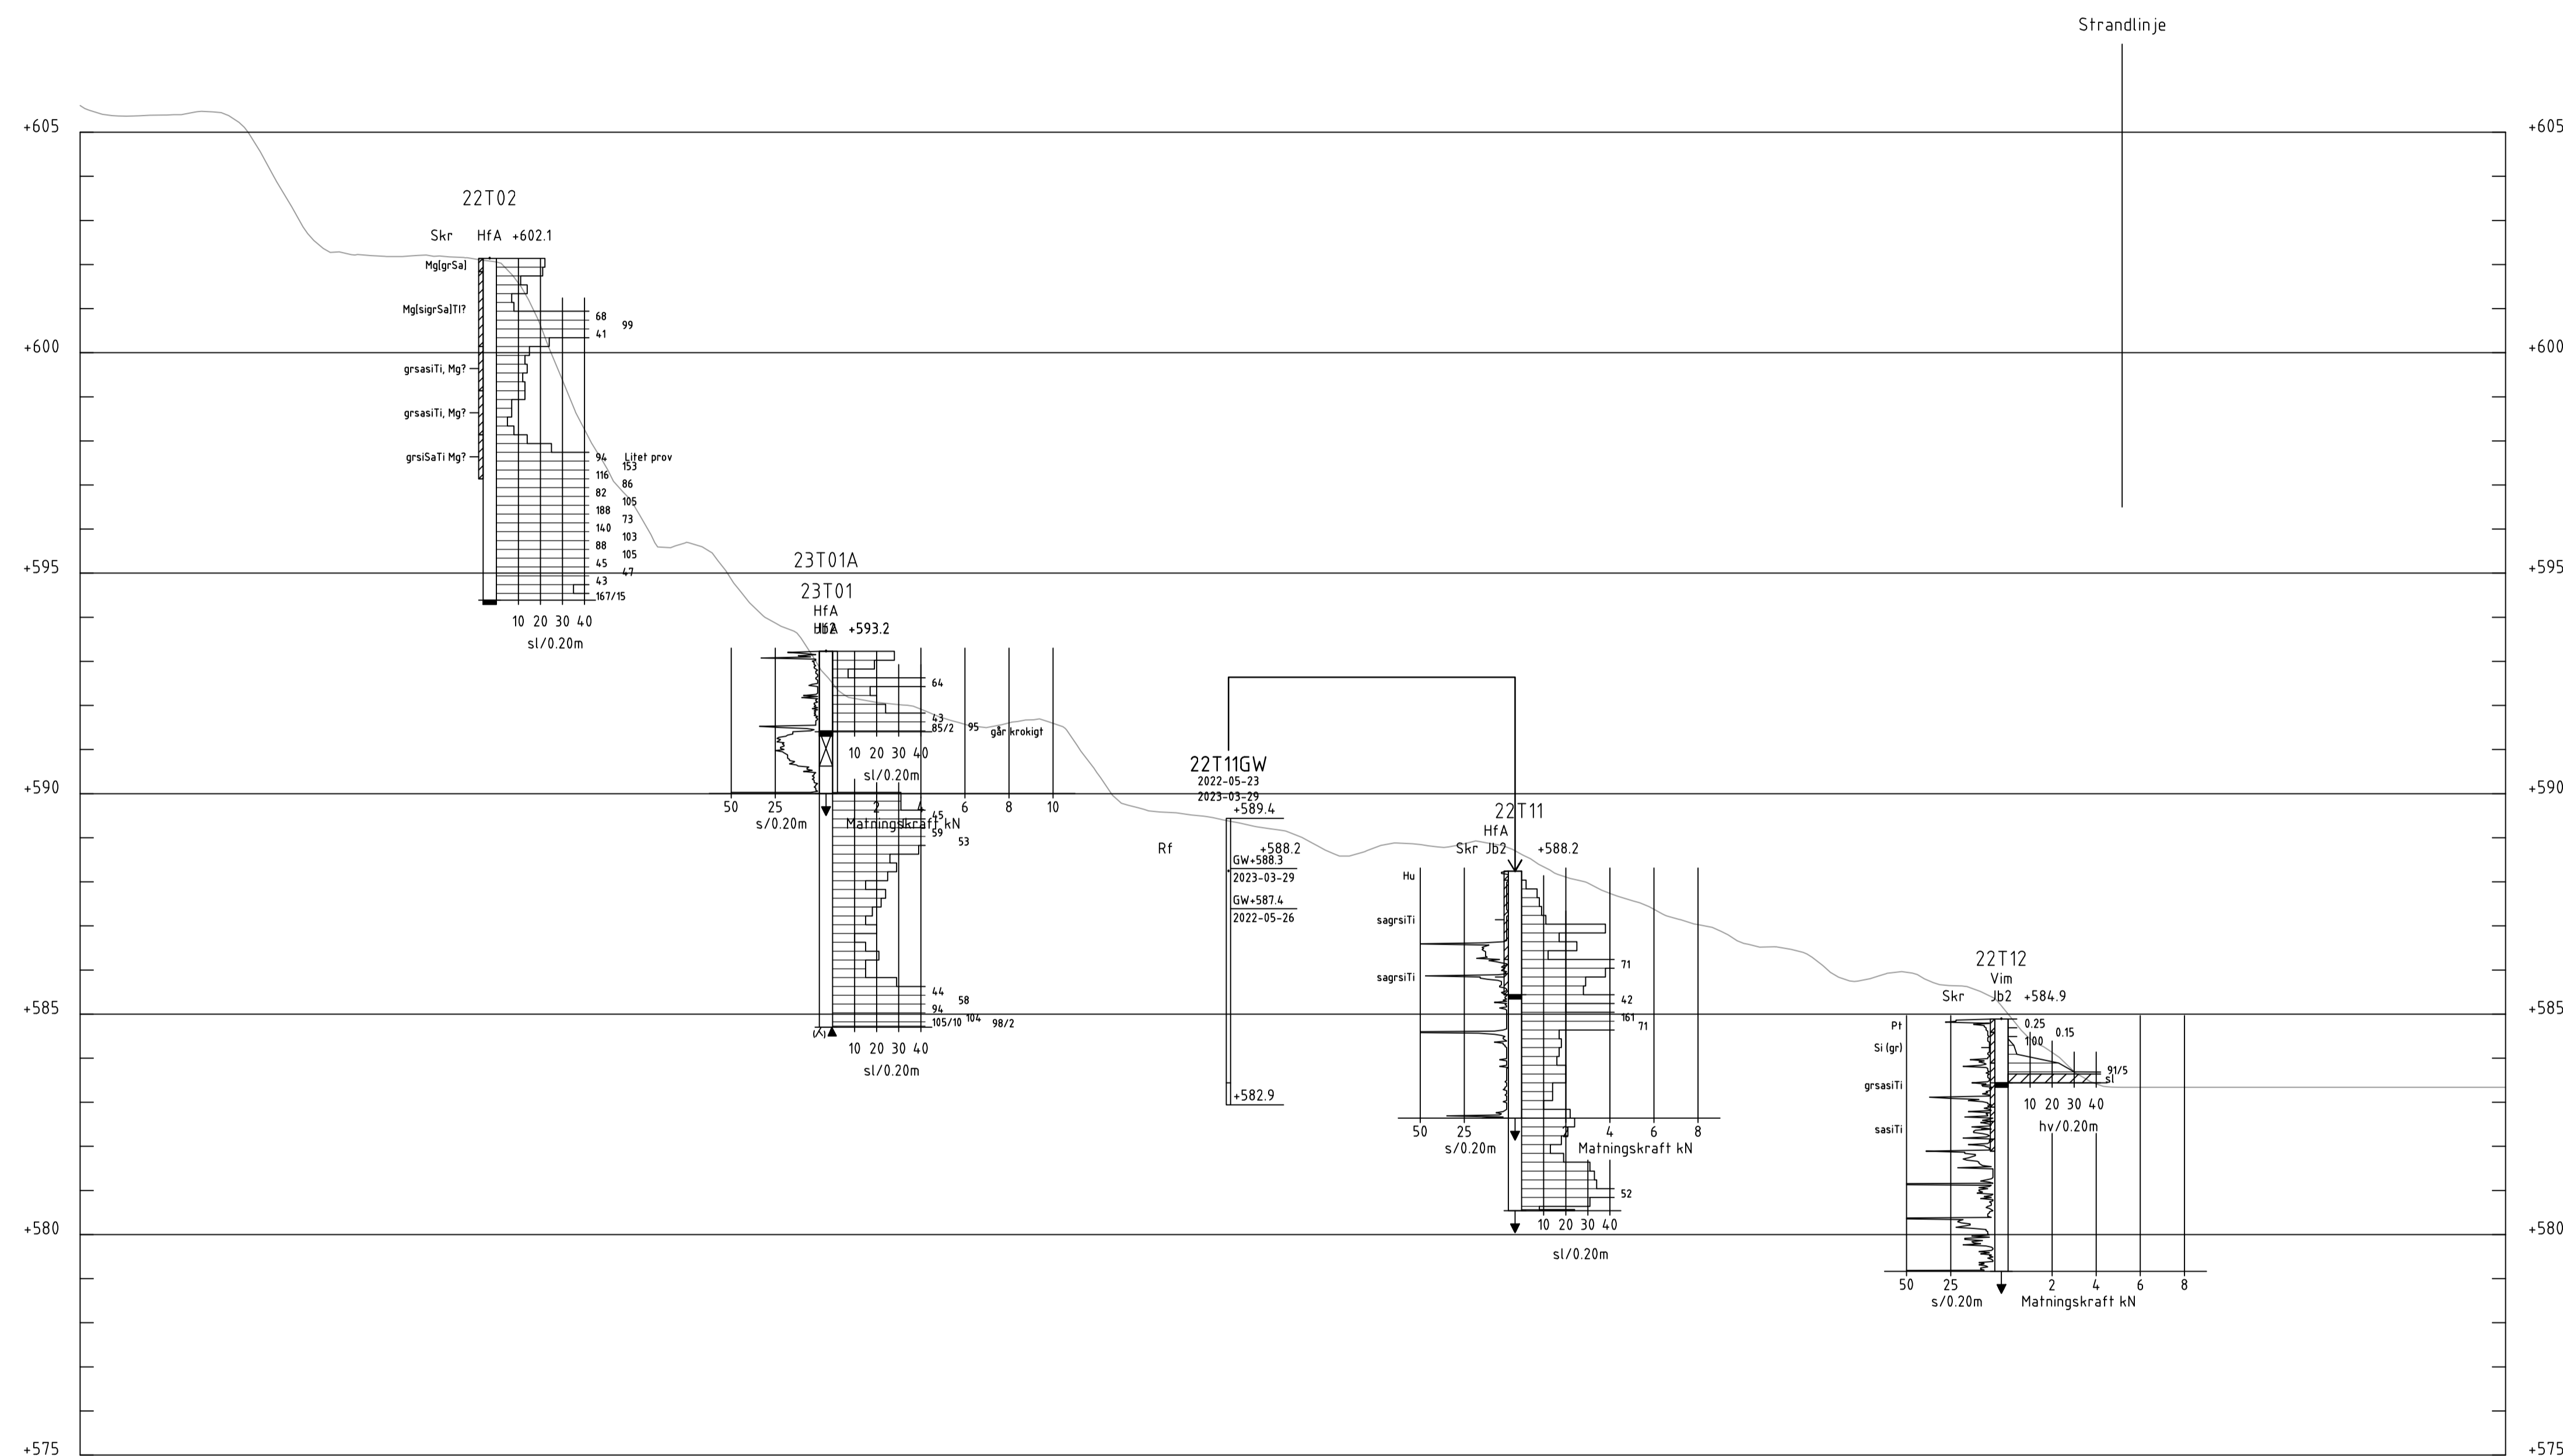 Strandlinje
+605 +605
22T02
Skr HfA +602.1
Mg[grSa]
Mg[sigrSa]TI?
68
99
41
+600 +600
grsasiTi, Mg?
grsasiTi, Mg?
grsiSaTi Mg?
94 Litet prov
153
116
86
82
105
188
73
140
103
88
105
45
47
43
167/15
10 20 30 40
sl/0.20m
+595 +595
23T01A
23T01
HfA
+593.2
64
43
85/2 95 går krokigt
10 20 30 40
sl/0.20m
+590 +590
50 25 2 4 6 8 10
s/0.20m Matningskraft kN
45
59
53
44
58
94
105/10 104 98/2
10 20 30 40
sl/0.20m
22T11GW
2022-05-23
2023-03-29
+589.4
Rf +588.2
GW+588.3
2023-03-29
GW+587.4
2022-05-26
+582.9
22T11
HfA
Skr Jb2 +588.2
Hu
sagrsiTi
sagrsiTi
71
42
161
71
50 25 2 4 6 8
s/0.20m Matningskraft kN
52
10 20 30 40
sl/0.20m
+585 +585
22T12
Vim
Skr Jb2 +584.9
Pt
Si (gr)
grsasiTi
sasiTi
0.25
0.15
100
91/5
sl
10 20 30 40
hv/0.20m
+580 +580
50 25 2 4 6 8
s/0.20m Matningskraft kN
+575 +575